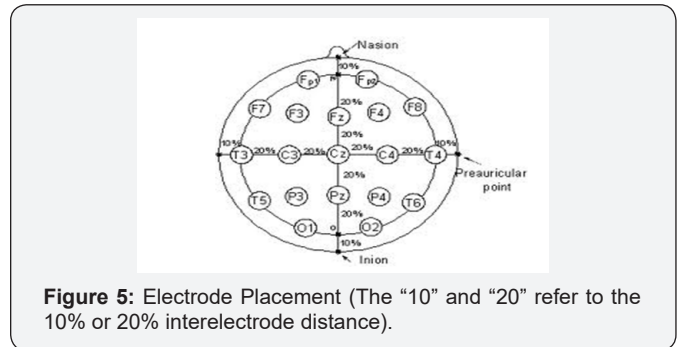 Nasion
10%
Fp1 N Fp2
20%
F7 F3 Fz F4 F8
20%
10% 20% 20% 20% 20% 10%
T3 C3 Cz C4 T4
20%
Preauricular
point
T5 P3 Pz P4 T6
20%
O1 O O2
10%
Inion
Figure 5: Electrode Placement (The “10” and “20” refer to the
10% or 20% interelectrode distance).